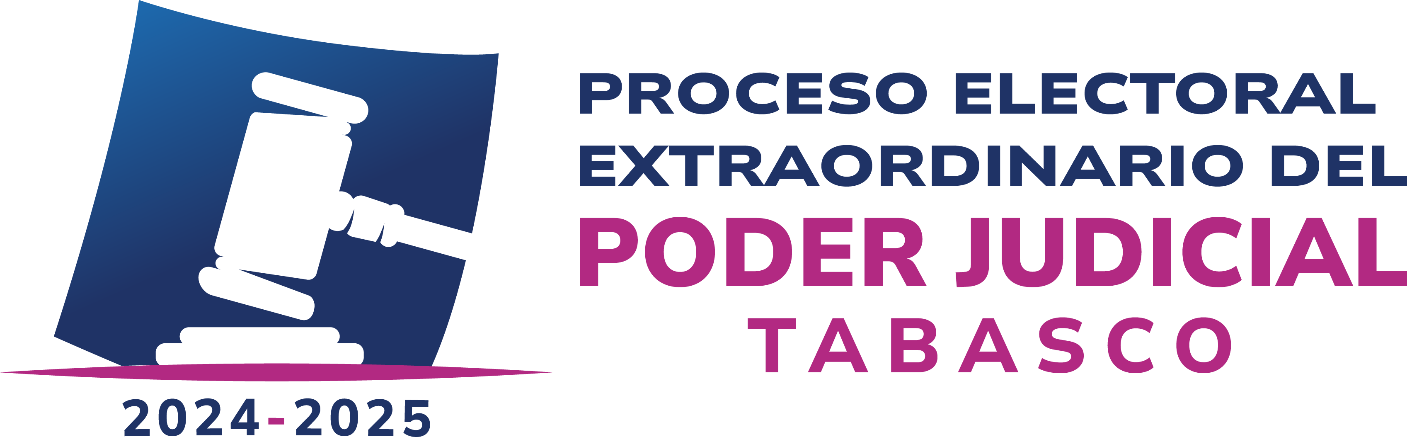 PROCESO ELECTORAL
EXTRAORDINARIO DEL
PODER JUDICIAL
TABASCO
2024-2025